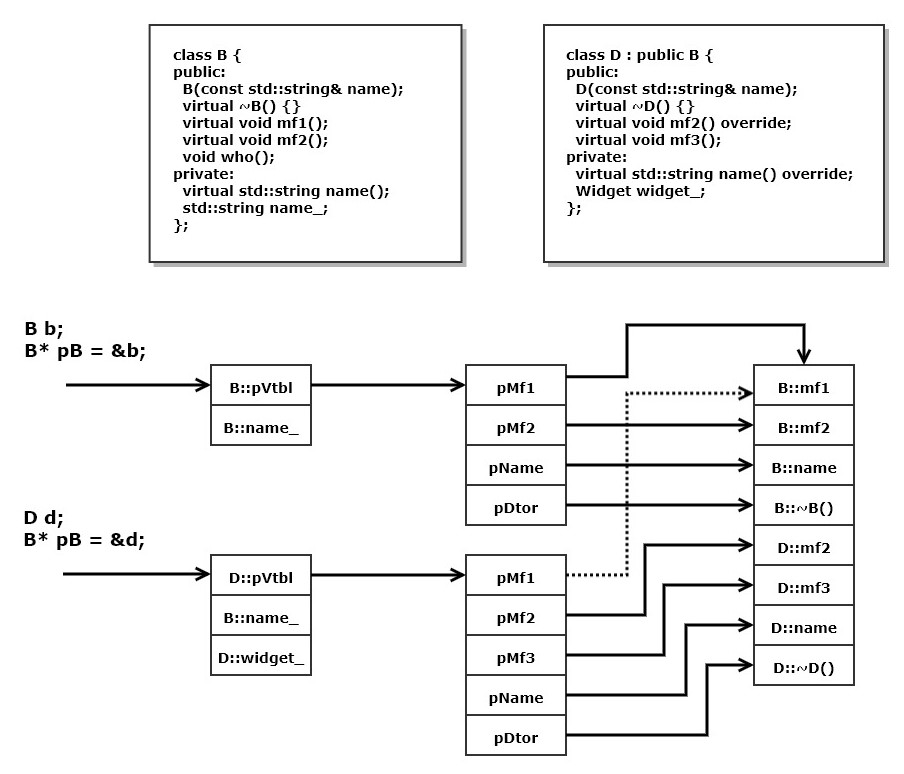 class B {
public:
  B(const std::string& name);
  virtual ~B() {}
  virtual void mf1();
  virtual void mf2();
  void who();
private:
  virtual std::string name();
  std::string name_;
};
class D : public B {
public:
  D(const std::string& name);
  virtual ~D() {}
  virtual void mf2() override;
  virtual void mf3();
private:
  virtual std::string name() override;
  Widget widget_;
};
B b;
B* pB = &b;
B::pVtbl
B::name_
pMf1
pMf2
pName
pDtor
B::mf1
B::mf2
B::name
B::~B()
D::mf2
D::mf3
D::name
D::~D()
D d;
B* pB = &d;
D::pVtbl
B::name_
D::widget_
pMf1
pMf2
pMf3
pName
pDtor